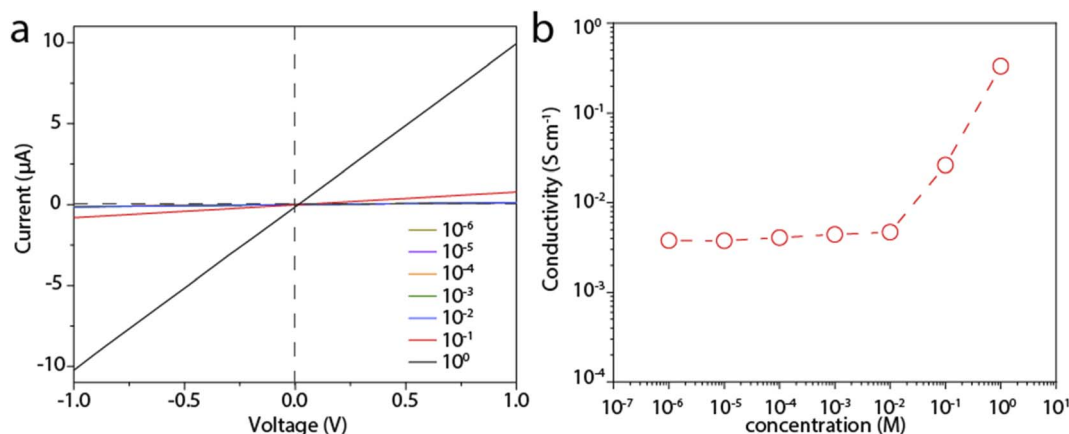 a
10
5
0
-5
-10
Current (μA)
-1.0 -0.5 0.0 0.5 1.0
Voltage (V)
10⁻⁶
10⁻⁵
10⁻⁴
10⁻³
10⁻²
10⁻¹
10⁰
b
10⁰
10⁻¹
10⁻²
10⁻³
10⁻⁴
Conductivity (S cm⁻¹)
10⁻⁷ 10⁻⁶ 10⁻⁵ 10⁻⁴ 10⁻³ 10⁻² 10⁻¹ 10⁰ 10¹
concentration (M)